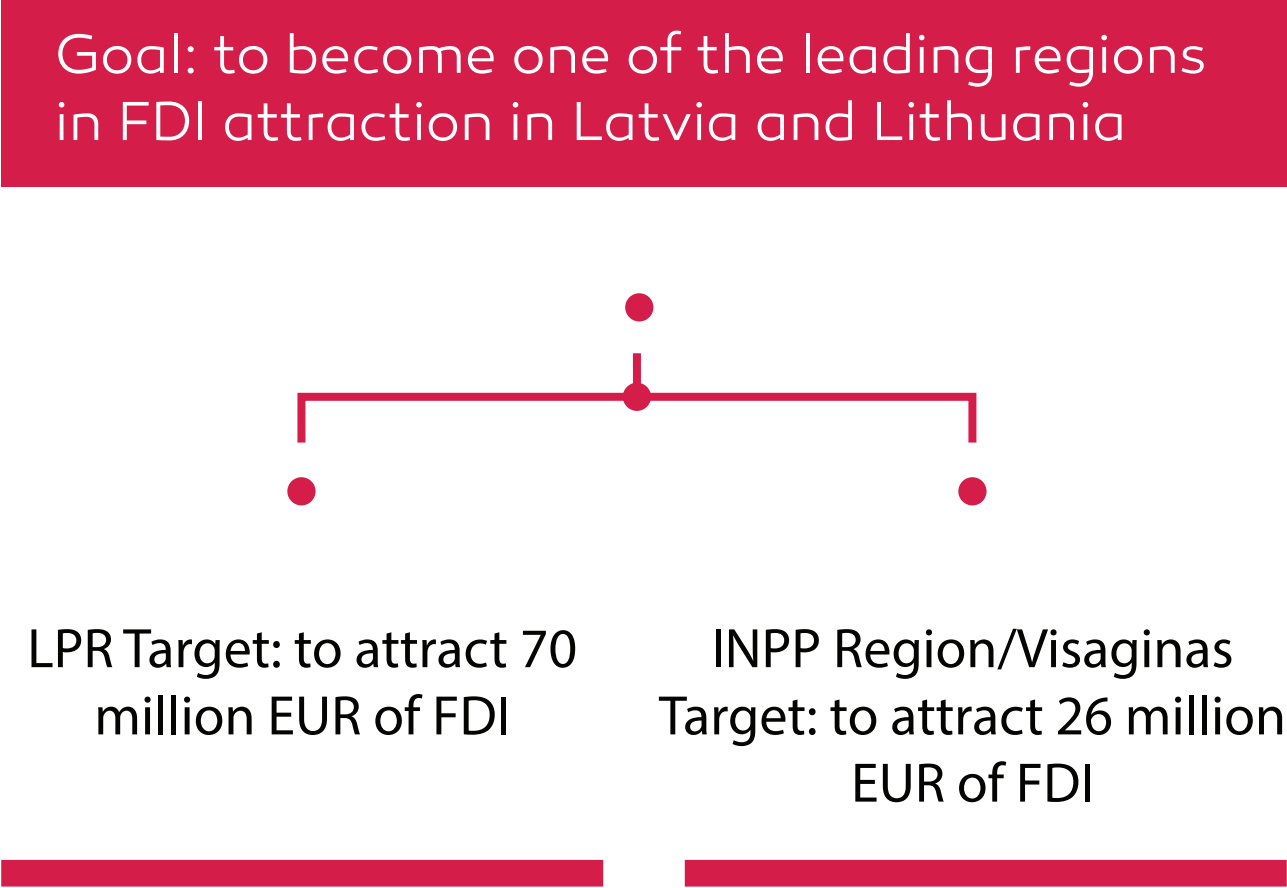 Goal: to become one of the leading regions
in FDI attraction in Latvia and Lithuania
LPR Target: to attract 70
million EUR of FDI
INPP Region/Visaginas
Target: to attract 26 million
EUR of FDI